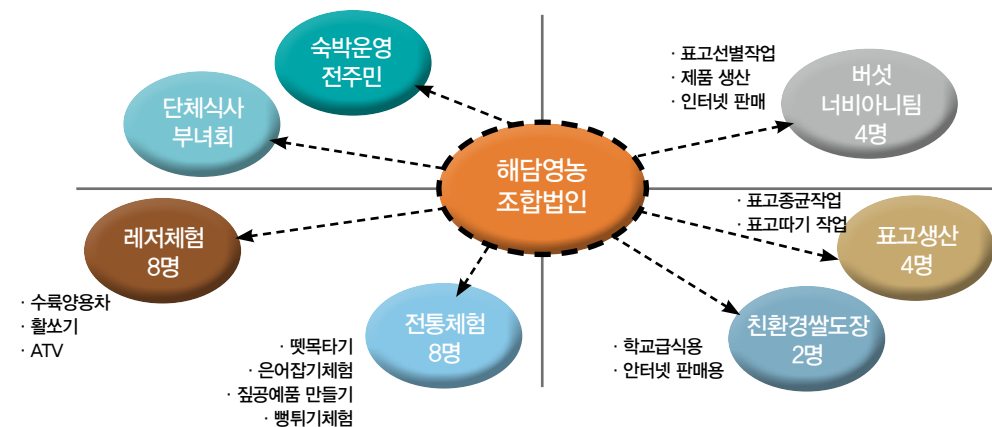 숙박운영
전주민
단체식사
부녀회
· 표고선별작업
· 제품 생산
· 인터넷 판매
버섯
너비아니팀
4명
해담영농
조합법인
레저체험
8명
· 수륙양용차
· 활쏘기
· ATV
전통체험
8명
· 뗏목타기
· 은어잡기체험
· 짚공예품 만들기
· 뻥튀기체험
· 표고종균작업
· 표고따기 작업
표고생산
4명
친환경쌀도장
2명
· 학교급식용
· 안터넷 판매용